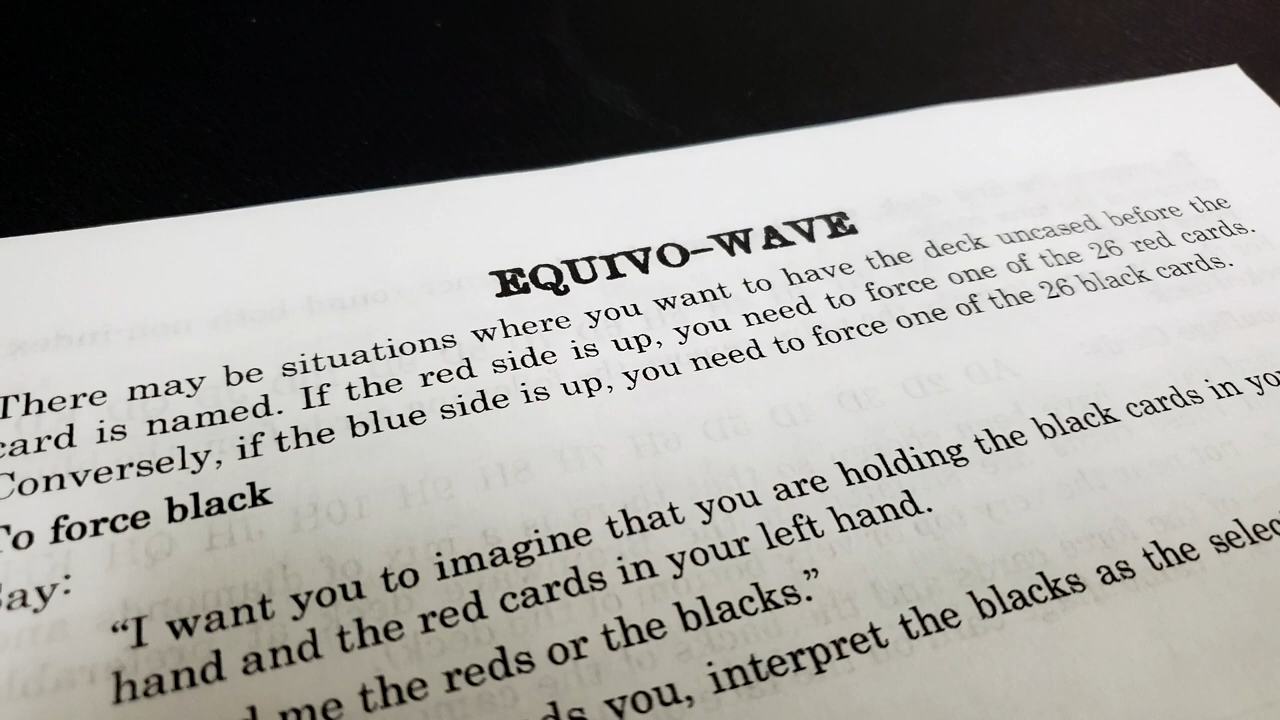 EQUIVO-WAVE
There may be situations where you want to have the deck uncased before the
card is named. If the red side is up, you need to force one of the 26 red cards.
Conversely, if the blue side is up, you need to force one of the 26 black cards.
To force black
Say:
“I want you to imagine that you are holding the black cards in
hand and the red cards in your left hand.
me the reds or the blacks.”
you, interpret the blacks as the